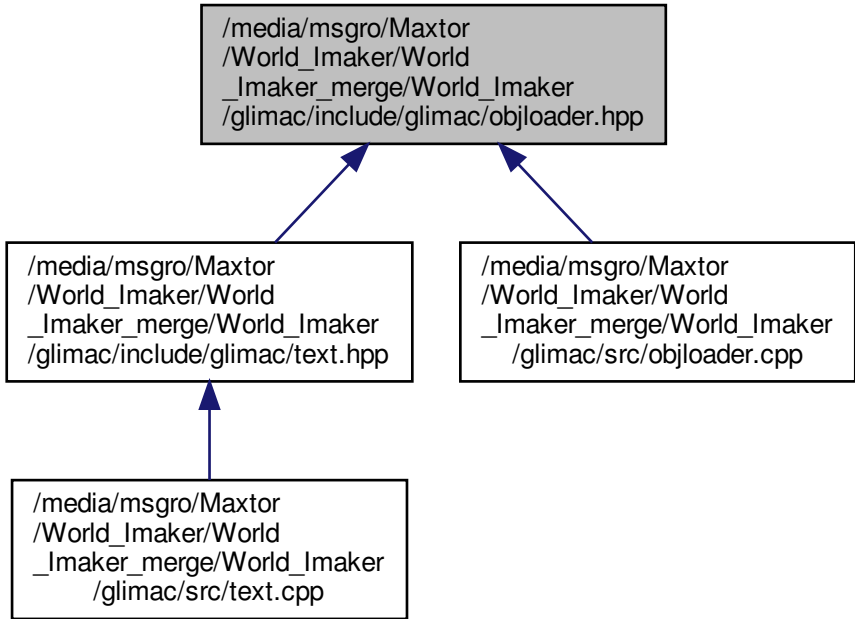 /media/msgro/Maxtor
/World_Imaker/World
_Imaker_merge/World_Imaker
/glimac/include/glimac/objloader.hpp
/media/msgro/Maxtor
/World_Imaker/World
_Imaker_merge/World_Imaker
/glimac/include/glimac/text.hpp
/media/msgro/Maxtor
/World_Imaker/World
_Imaker_merge/World_Imaker
/glimac/src/objloader.cpp
/media/msgro/Maxtor
/World_Imaker/World
_Imaker_merge/World_Imaker
/glimac/src/text.cpp